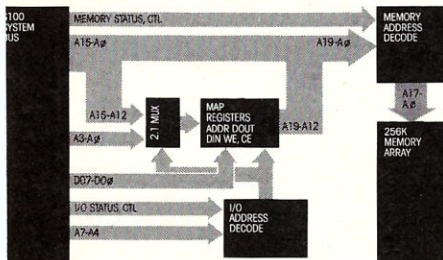 S100
SYSTEM
BUS
MEMORY STATUS, CTL
A15-AØ
A19-AØ
MEMORY
ADDRESS
DECODE
A17-
AØ
256K
MEMORY
ARRAY
A15-A12
A3-AØ
2.1 MUX
MAP
REGISTERS
ADDR DOUT
DIN WE, CE
A19-A12
D07-D0Ø
I/O STATUS, CTL
A7-A4
I/O
ADDRESS
DECODE